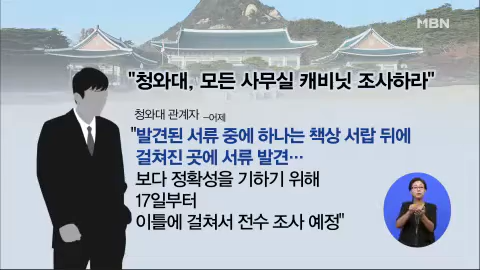 MBN
"청와대, 모든 사무실 캐비닛 조사하라"
청와대 관계자 -어제
"발견된 서류 중에 하나는 책상 서랍 뒤에
걸쳐진 곳에 서류 발견…
보다 정확성을 기하기 위해
17일부터
이틀에 걸쳐서 전수 조사 예정"